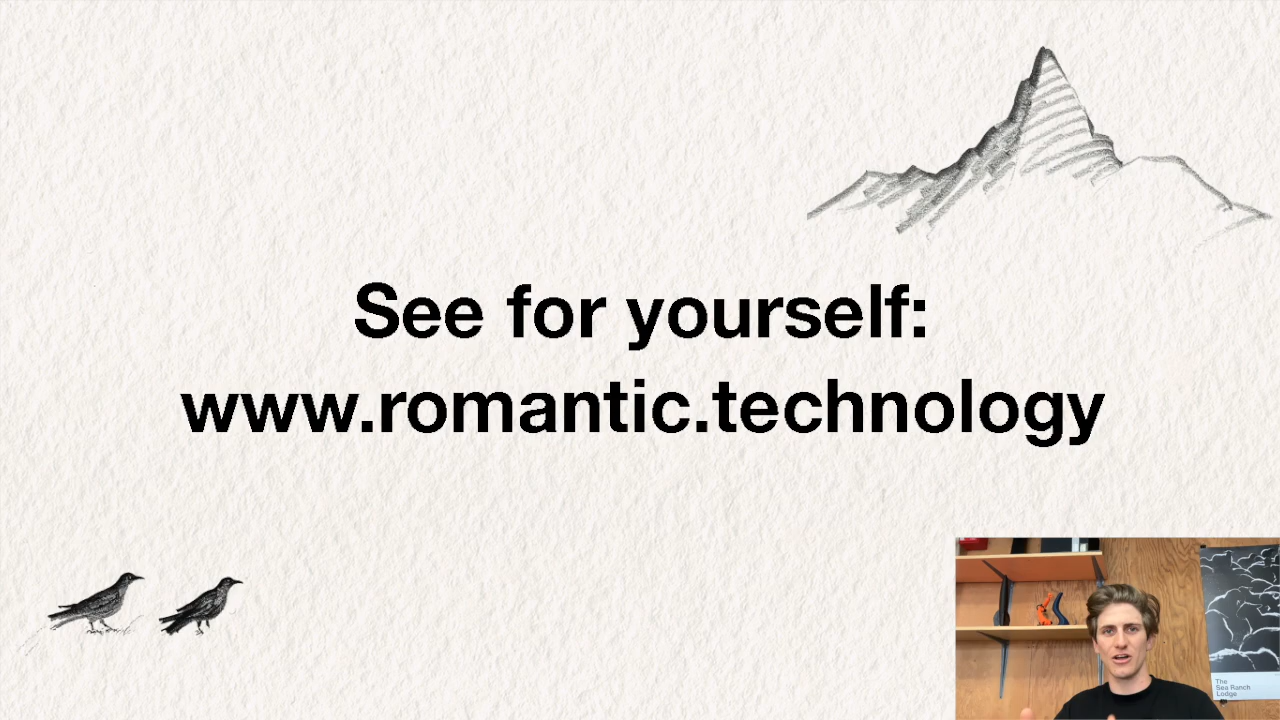 See for yourself:
www.romantic.technology
The
Sea Ranch
Lodge